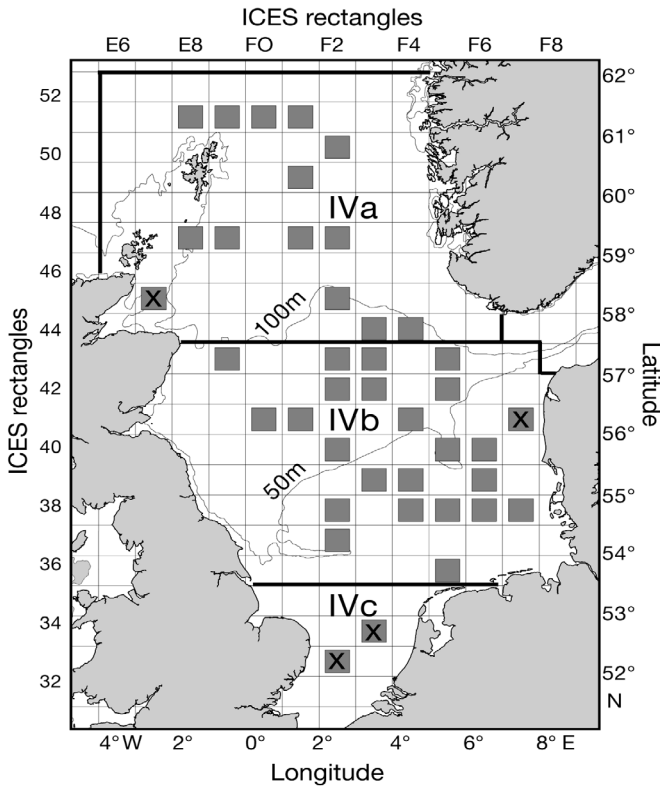 ICES rectangles
E6 E8 FO F2 F4 F6 F8
52
50
48
46
44
42
40
38
36
34
32
ICES rectangles
62°
61°
60°
59°
58°
57°
56°
55°
54°
53°
52°
N
Latitude
IVa
100m
IVb
50m
IVc
X
X
X
X
4° W 2° 0° 2° 4° 6° 8° E
Longitude